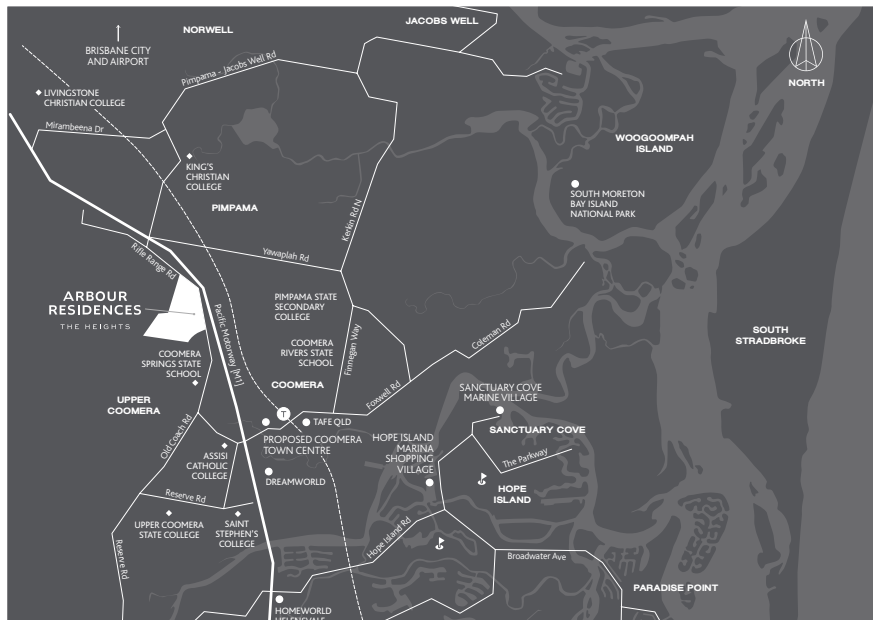 JACOBS WELL
NORWELL
BRISBANE CITY
AND AIRPORT
Pimpama - Jacobs Well Rd
NORTH
LIVINGSTONE
CHRISTIAN COLLEGE
Mirambeena Dr
WOOGOOMPAH
ISLAND
KING'S
CHRISTIAN
COLLEGE
SOUTH MORETON
BAY ISLAND
NATIONAL PARK
PIMPAMA
Kerkin Rd N
Rifle Range Rd
Yawaplah Rd
ARBOUR
RESIDENCES
THE HEIGHTS
PIMPAMA STATE
SECONDARY
COLLEGE
Pacific Motorway [M1]
COOMERA
RIVERS STATE
SCHOOL
Finnegan Way
Coleman Rd
SOUTH
STRADBROKE
COOMERA
SPRINGS STATE
SCHOOL
COOMERA
Foxwell Rd
UPPER
COOMERA
SANCTUARY COVE
MARINE VILLAGE
T
TAFE QLD
Old Coach Rd
PROPOSED COOMERA
TOWN CENTRE
HOPE ISLAND
MARINA
SHOPPING
VILLAGE
SANCTUARY COVE
ASSISI
CATHOLIC
COLLEGE
The Parkway
DREAMWORLD
HOPE
ISLAND
Reserve Rd
UPPER COOMERA
STATE COLLEGE
SAINT
STEPHEN'S
COLLEGE
Reserve Rd
Hope Island Rd
Broadwater Ave
PARADISE POINT
HOMEWORLD
HELENSVALE